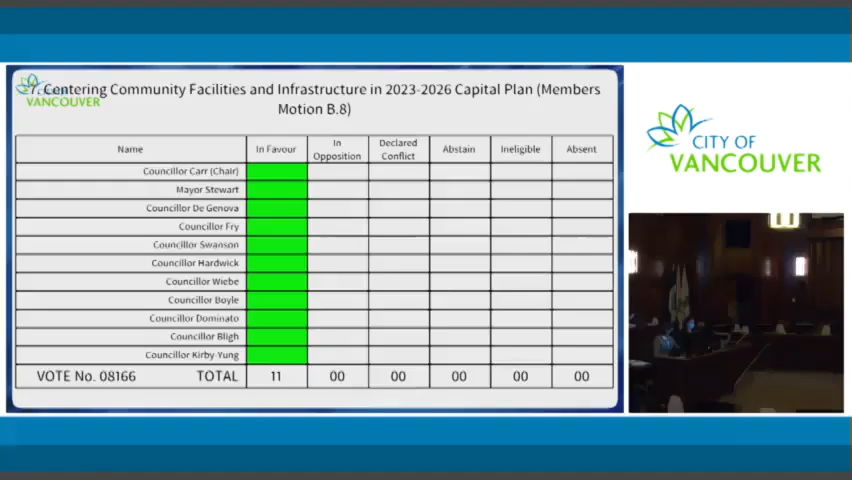 7. Centering Community Facilities and Infrastructure in 2023-2026 Capital Plan (Members
Motion B.8)
VANCOUVER
Name In Favour In Opposition Declared Conflict Abstain Ineligible Absent
Councillor Carr (Chair)
Mayor Stewart
Councillor De Genova
Councillor Fry
Councillor Swanson
Councillor Hardwick
Councillor Wiebe
Councillor Boyle
Councillor Dominato
Councillor Bligh
Councillor Kirby-Yung
VOTE No. 08166 TOTAL 11 00 00 00 00 00
CITY OF
VANCOUVER